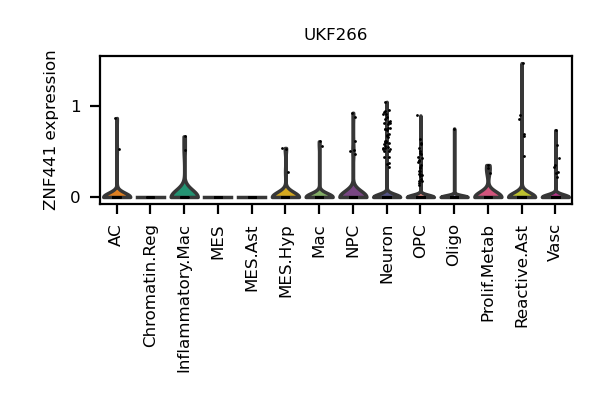 UKF266
ZNF441 expression
1
0
AC
Chromatin.Reg
Inflammatory.Mac
MES
MES.Ast
MES.Hyp
Mac
NPC
Neuron
OPC
Oligo
Prolif.Metab
Reactive.Ast
Vasc